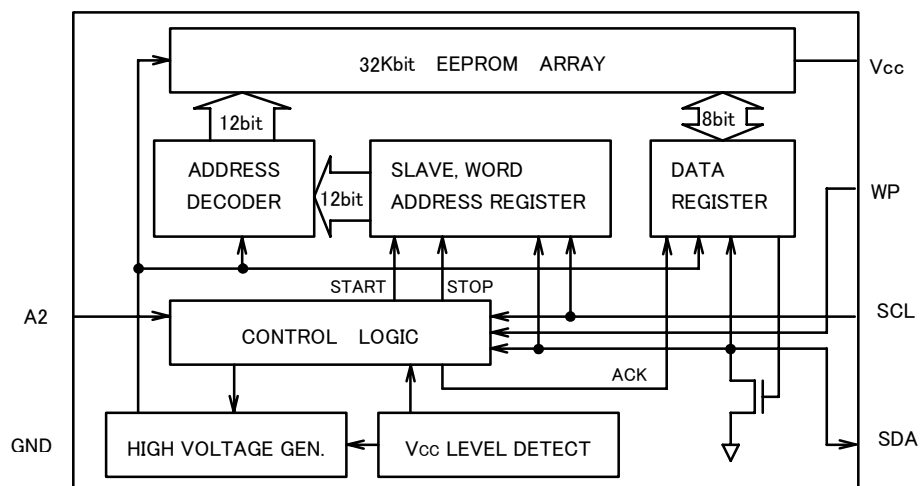 32Kbit EEPROM ARRAY
Vcc
12bit
8bit
ADDRESS
DECODER
12bit
SLAVE, WORD
ADDRESS REGISTER
DATA
REGISTER
WP
START
STOP
A2
CONTROL LOGIC
SCL
ACK
GND
HIGH VOLTAGE GEN.
Vcc LEVEL DETECT
SDA